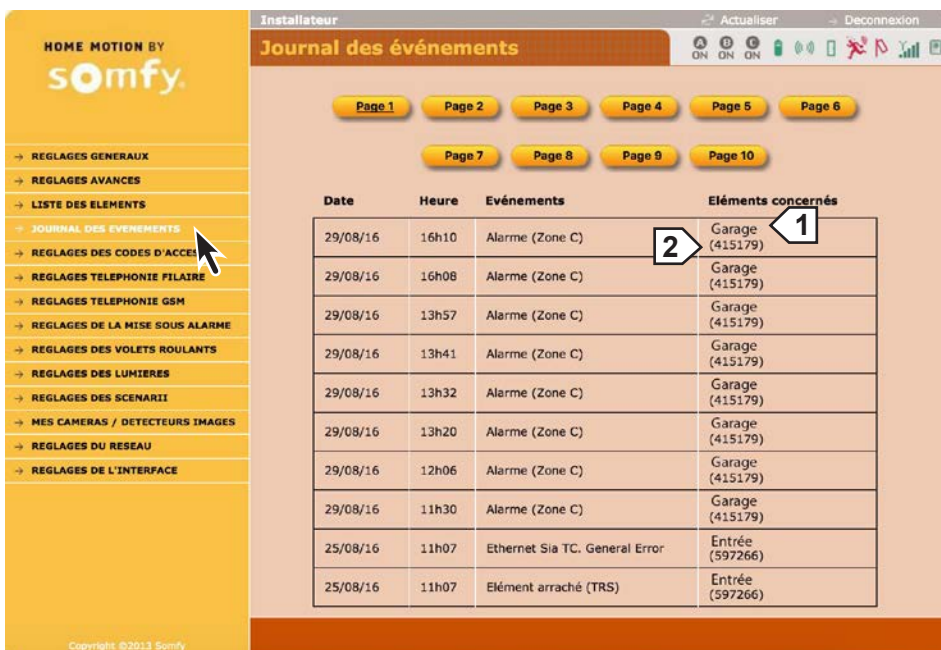 Installateur
Actualiser
Deconnexion
HOME MOTION BY
somfy.
Journal des événements
A B C
ON ON ON
Page 1 Page 2 Page 3 Page 4 Page 5 Page 6
Page 7 Page 8 Page 9 Page 10
→ REGLAGES GENERAUX
→ REGLAGES AVANCES
→ LISTE DES ELEMENTS
→ JOURNAL DES EVENEMENTS
→ REGLAGES DES CODES D'ACCES
→ REGLAGES TELEPHONIE FILAIRE
→ REGLAGES TELEPHONIE GSM
→ REGLAGES DE LA MISE SOUS ALARME
→ REGLAGES DES VOLETS ROULANTS
→ REGLAGES DES LUMIERES
→ REGLAGES DES SCENARII
→ MES CAMERAS / DETECTEURS IMAGES
→ REGLAGES DU RESEAU
→ REGLAGES DE L'INTERFACE
Date Heure Evénements Eléments concernés
29/08/16 16h10 Alarme (Zone C) Garage 1
2 (415179)
29/08/16 16h08 Alarme (Zone C) Garage
(415179)
29/08/16 13h57 Alarme (Zone C) Garage
(415179)
29/08/16 13h41 Alarme (Zone C) Garage
(415179)
29/08/16 13h32 Alarme (Zone C) Garage
(415179)
29/08/16 13h20 Alarme (Zone C) Garage
(415179)
29/08/16 12h06 Alarme (Zone C) Garage
(415179)
29/08/16 11h30 Alarme (Zone C) Garage
(415179)
25/08/16 11h07 Ethernet Sia TC. General Error Entrée
(597266)
25/08/16 11h07 Elément arraché (TRS) Entrée
(597266)
Copyright ©2013 Somfy